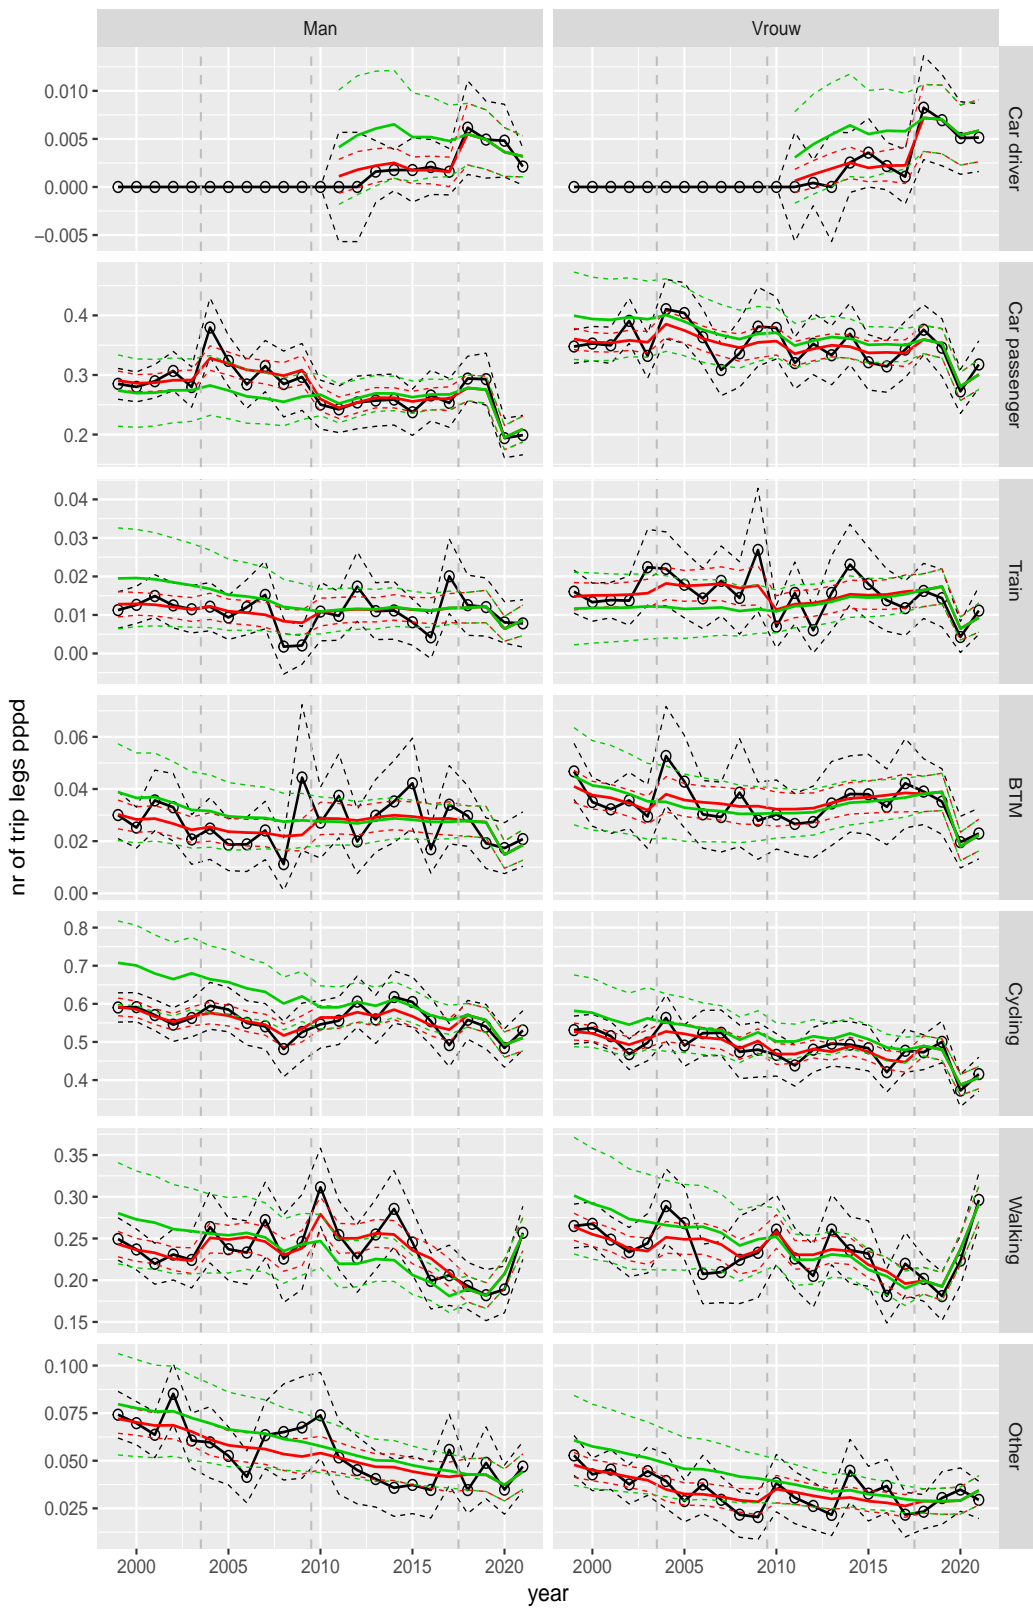 Man Vrouw
0.010
0.005
0.000
−0.005
Car driver
0.4
0.3
0.2
Car passenger
0.04
0.03
0.02
0.01
0.00
Train
0.06
0.04
0.02
0.00
BTM
0.8
0.7
0.6
0.5
0.4
Cycling
0.35
0.30
0.25
0.20
0.15
Walking
0.100
0.075
0.050
0.025
Other
nr of trip legs pppd
2000 2005 2010 2015 2020 2000 2005 2010 2015 2020
year